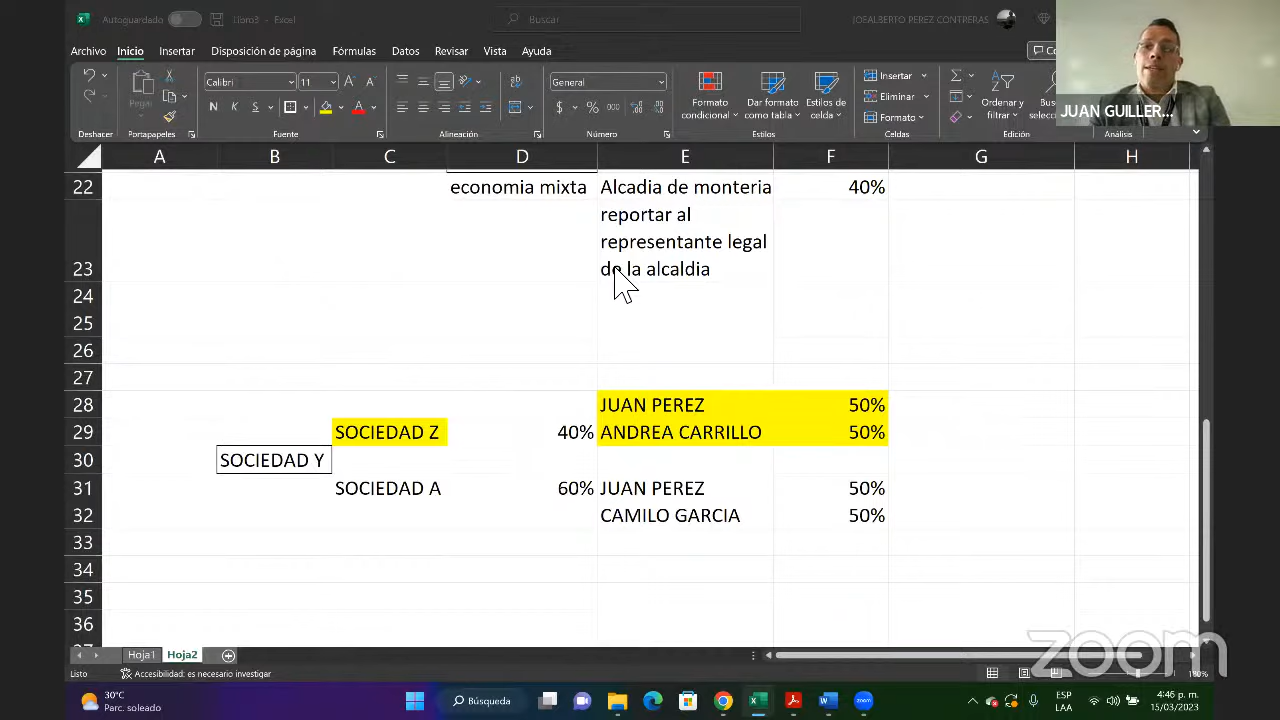 Autoguardado
Libro3 - Excel
Buscar
JOEALBERTO PEREZ CONTRERAS
Archivo Inicio Insertar Disposición de página Fórmulas Datos Revisar Vista Ayuda
Co
Pegar
Calibri 11
N K S
General
$ % 000
Formato condicional
Dar formato como tabla
Estilos de celda
Insertar
Eliminar
Formato
Ordenar y filtrar
Deshacer Portapapeles Fuente Alineación Número Estilos Celdas Edición Análisis
JUAN GUILLER...
A B C D E F G H
22 economia mixta Alcadia de monteria 40%
reportar al
representante legal
23 de la alcaldia
24
25
26
27
28 JUAN PEREZ 50%
29 SOCIEDAD Z 40% ANDREA CARRILLO 50%
30 SOCIEDAD Y
31 SOCIEDAD A 60% JUAN PEREZ 50%
32 CAMILO GARCIA 50%
33
34
35
36
zoom
Hoja1 Hoja2
Listo
Accesibilidad: es necesario investigar
30°C
Parc. soleado
Búsqueda
ESP
LAA
4:46 p. m.
15/03/2023